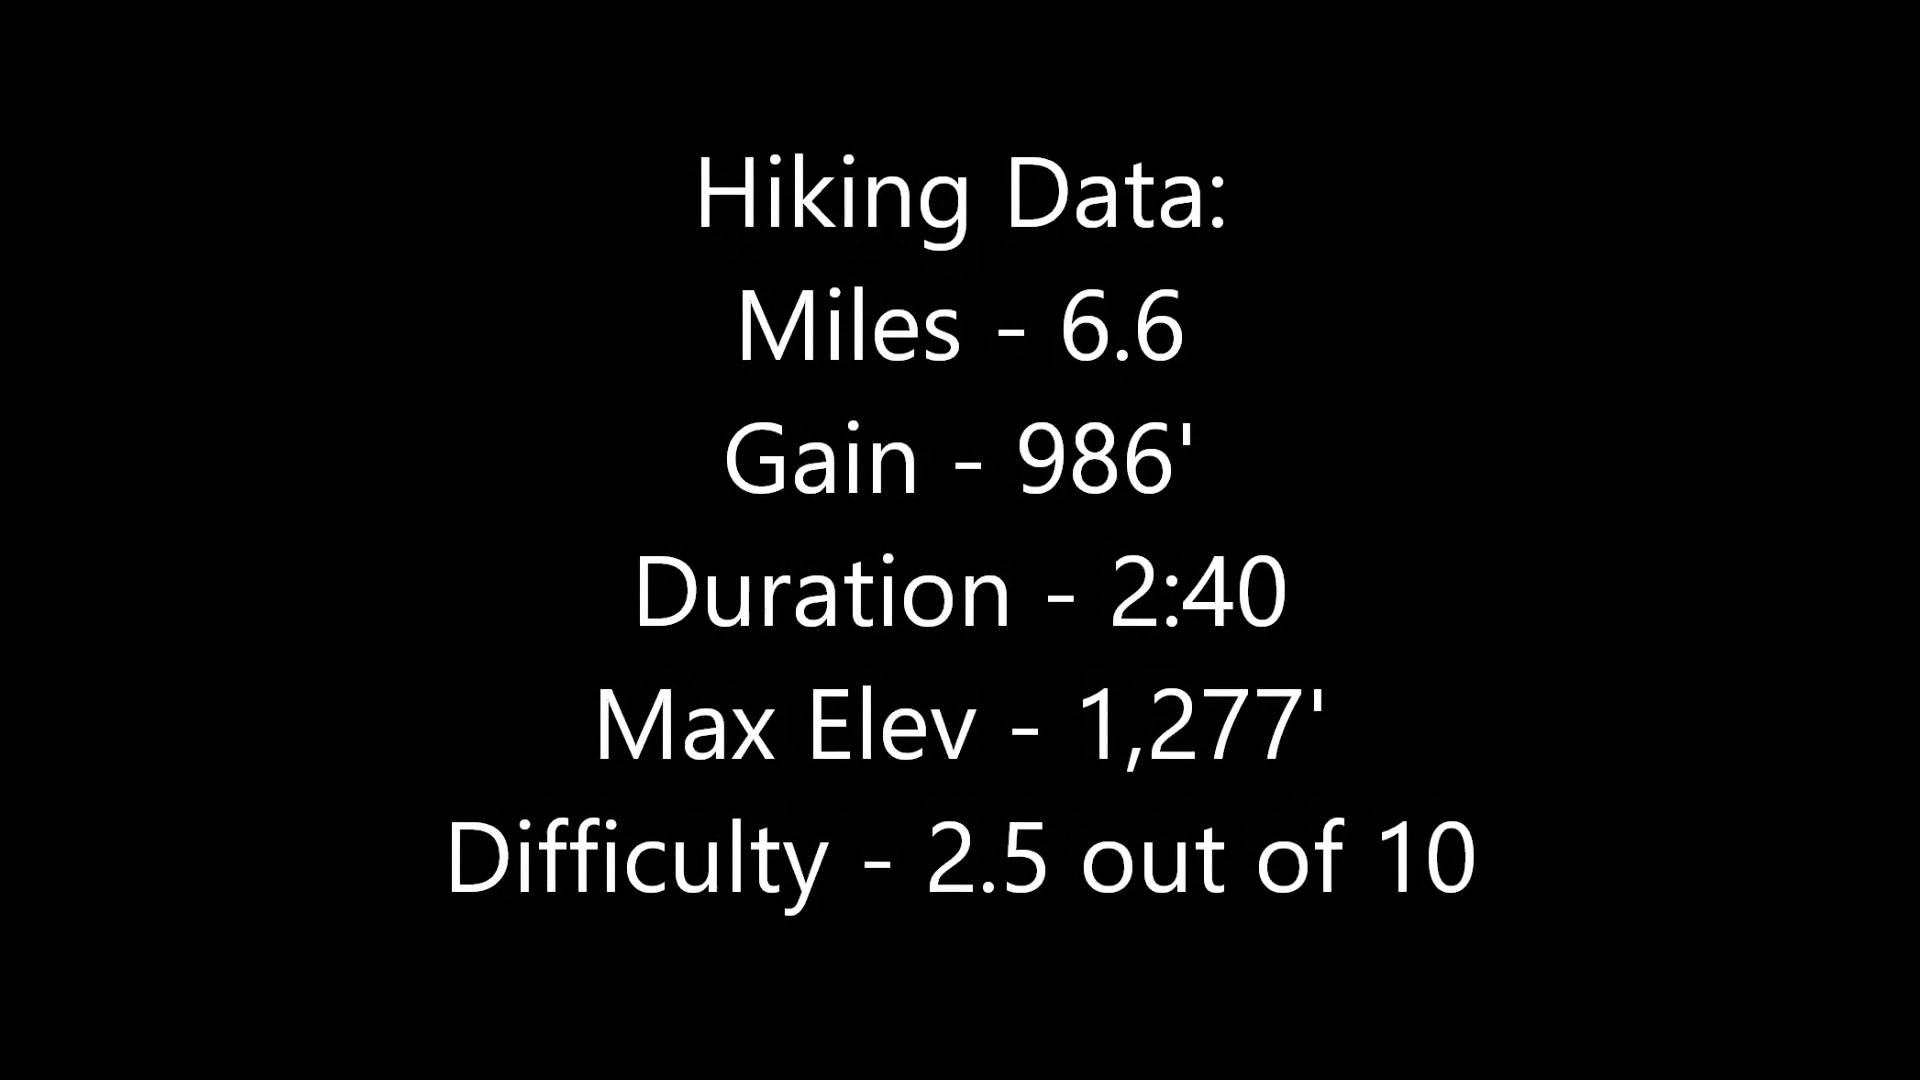 Hiking Data:
Miles - 6.6
Gain - 986'
Duration - 2:40
Max Elev - 1,277'
Difficulty - 2.5 out of 10